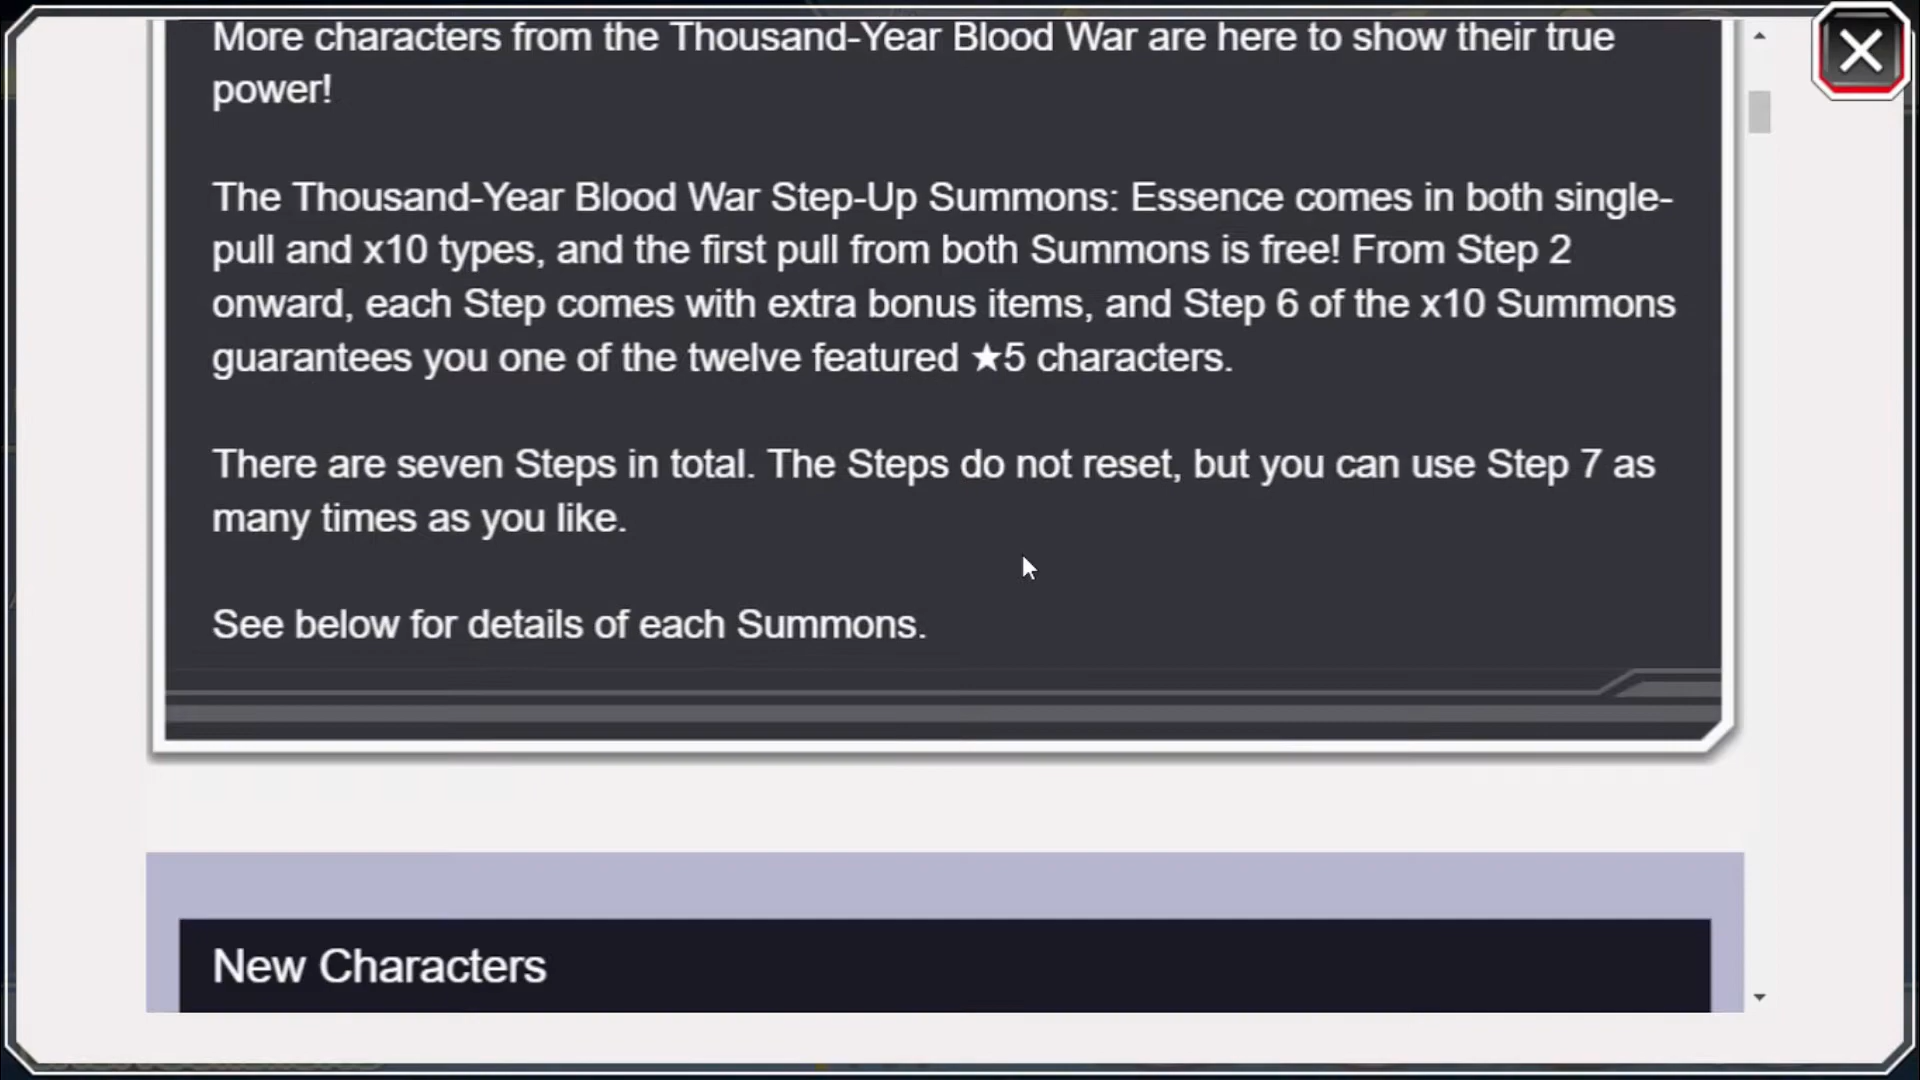 More characters from the Thousand-Year Blood War are here to show their true
power!
The Thousand-Year Blood War Step-Up Summons: Essence comes in both single-
pull and x10 types, and the first pull from both Summons is free! From Step 2
onward, each Step comes with extra bonus items, and Step 6 of the x10 Summons
guarantees you one of the twelve featured ★5 characters.
There are seven Steps in total. The Steps do not reset, but you can use Step 7 as
many times as you like.
See below for details of each Summons.
New Characters